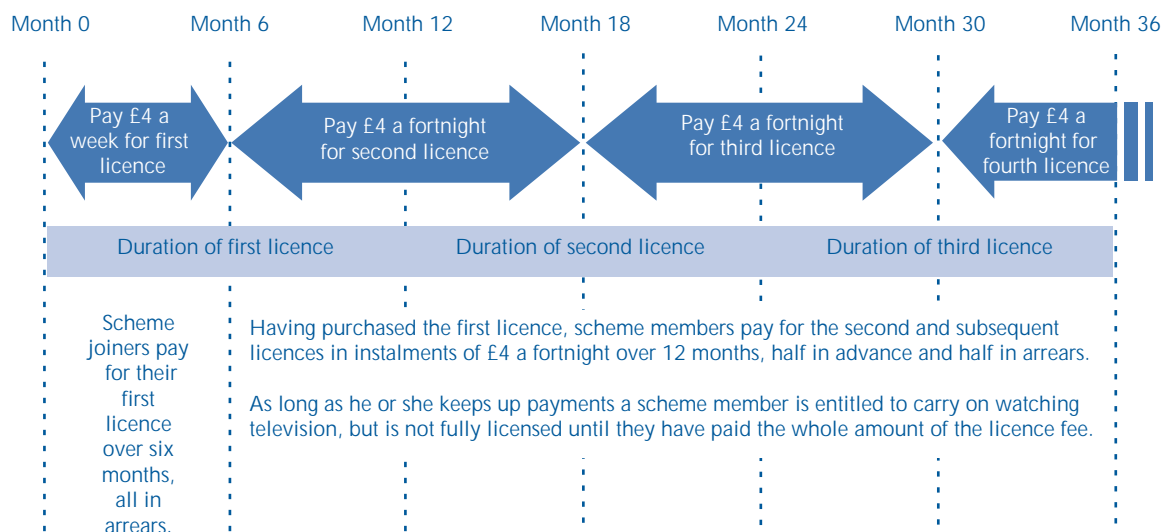 Month 0 Month 6 Month 12 Month 18 Month 24 Month 30 Month 36
Pay £4 a
week for first
licence
Pay £4 a fortnight
for second licence
Pay £4 a fortnight
for third licence
Pay £4 a
fortnight for
fourth licence
Duration of first licence Duration of second licence Duration of third licence
Scheme
joiners pay
for their
first
licence
over six
months,
all in
arrears.
Having purchased the first licence, scheme members pay for the second and subsequent
licences in instalments of £4 a fortnight over 12 months, half in advance and half in arrears.
As long as he or she keeps up payments a scheme member is entitled to carry on watching
television, but is not fully licensed until they have paid the whole amount of the licence fee.